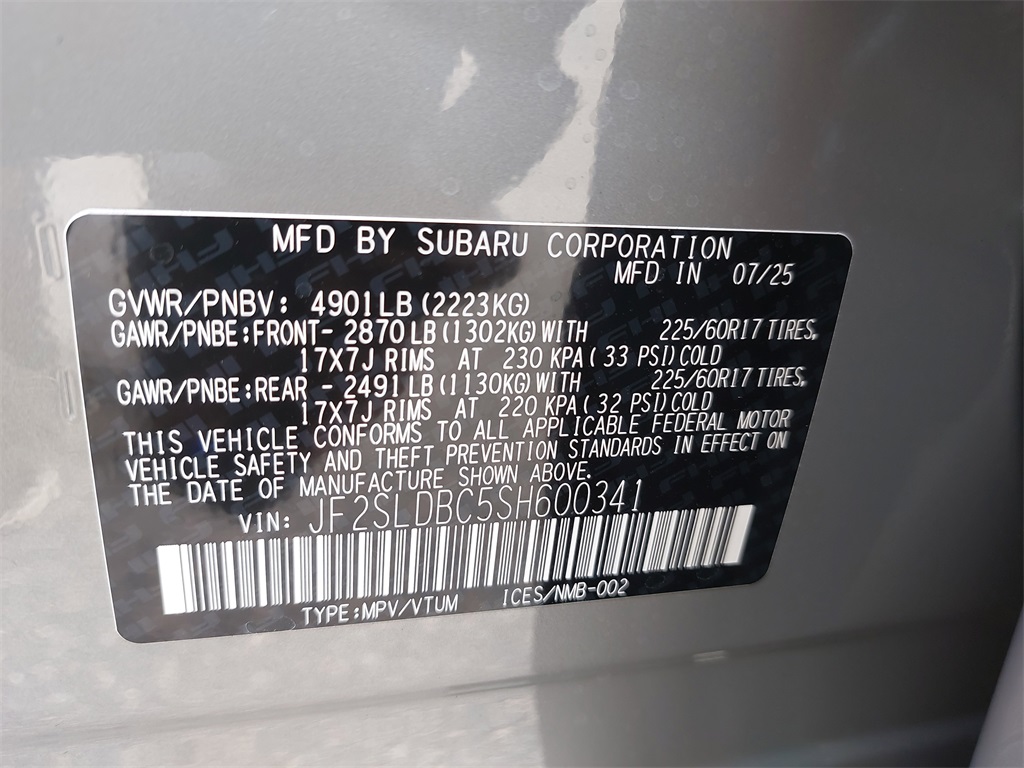 MFD BY SUBARU CORPORATION
MFD IN 07/25
GVWR/PNBV: 4901LB (2223KG)
GAWR/PNBE:FRONT- 2870LB (1302KG) WITH 225/60R17 TIRES,
17X7J RIMS AT 230 KPA ( 33 PSI) COLD
GAWR/PNBE:REAR - 2491LB (1130KG) WITH 225/60R17 TIRES,
17X7J RIMS AT 220 KPA ( 32 PSI) COLD
THIS VEHICLE CONFORMS TO ALL APPLICABLE FEDERAL MOTOR
VEHICLE SAFETY AND THEFT PREVENTION STANDARDS IN EFFECT ON
THE DATE OF MANUFACTURE SHOWN ABOVE.
VIN: JF2SLDBC5SH600341
TYPE:MPV/VTUM ICES/NMB-002